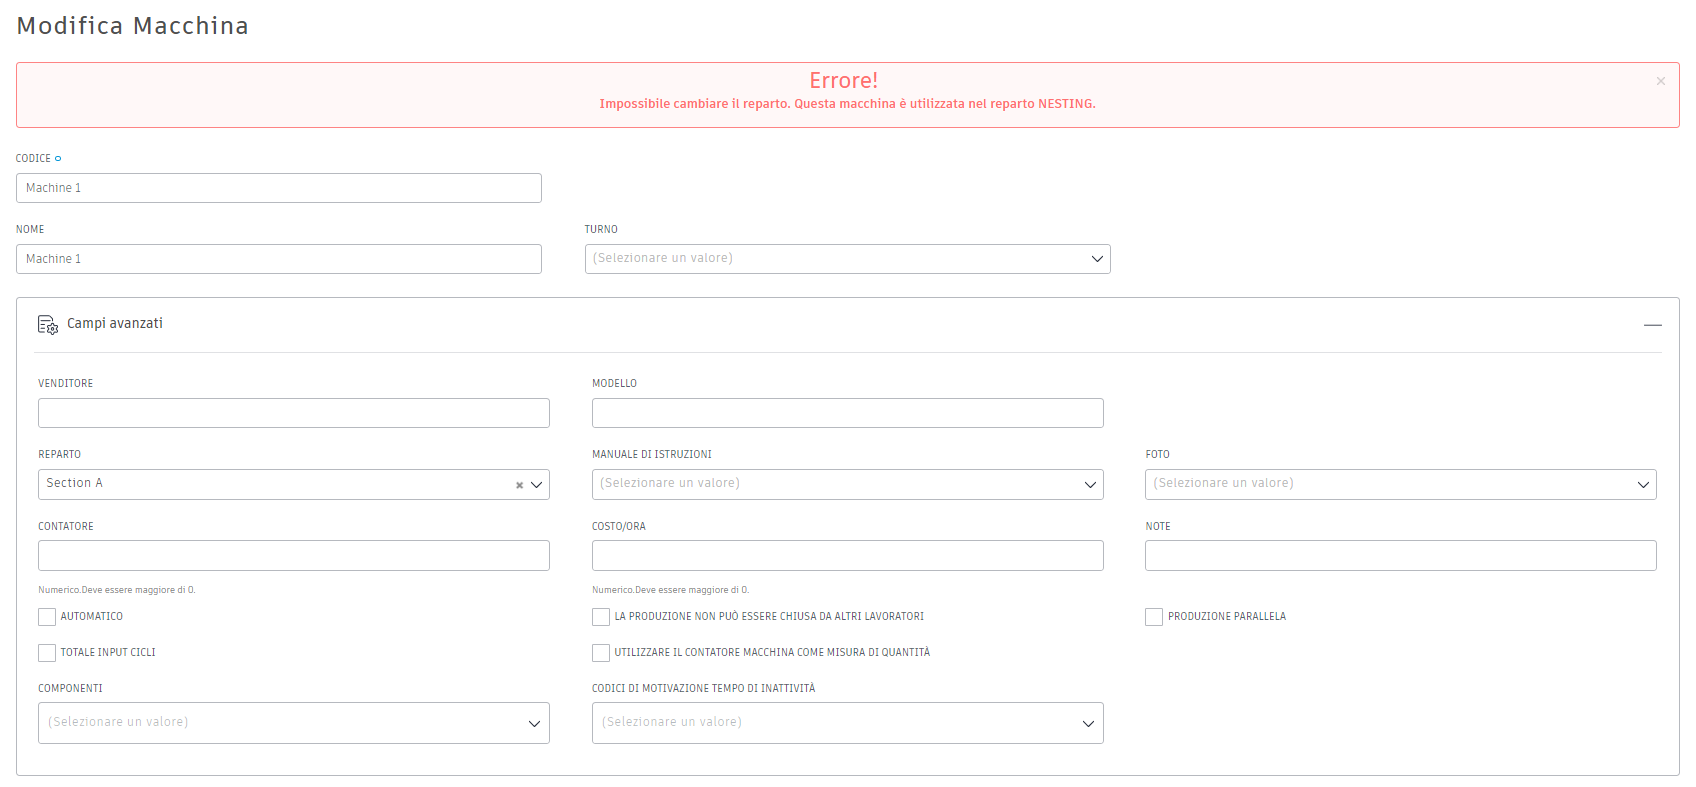 Modifica Macchina
Errore!
×
Impossibile cambiare il reparto. Questa macchina è utilizzata nel reparto NESTING.
CODICE
Machine 1
NOME
TURNO
Machine 1
(Selezionare un valore)
Campi avanzati
VENDITORE
MODELLO
REPARTO
MANUALE DI ISTRUZIONI
FOTO
Section A
(Selezionare un valore)
(Selezionare un valore)
CONTATORE
COSTO/ORA
NOTE
Numerico.Deve essere maggiore di 0.
Numerico.Deve essere maggiore di 0.
AUTOMATICO
LA PRODUZIONE NON PUÒ ESSERE CHIUSA DA ALTRI LAVORATORI
PRODUZIONE PARALLELA
TOTALE INPUT CICLI
UTILIZZARE IL CONTATORE MACCHINA COME MISURA DI QUANTITÀ
COMPONENTI
CODICI DI MOTIVAZIONE TEMPO DI INATTIVITÀ
(Selezionare un valore)
(Selezionare un valore)